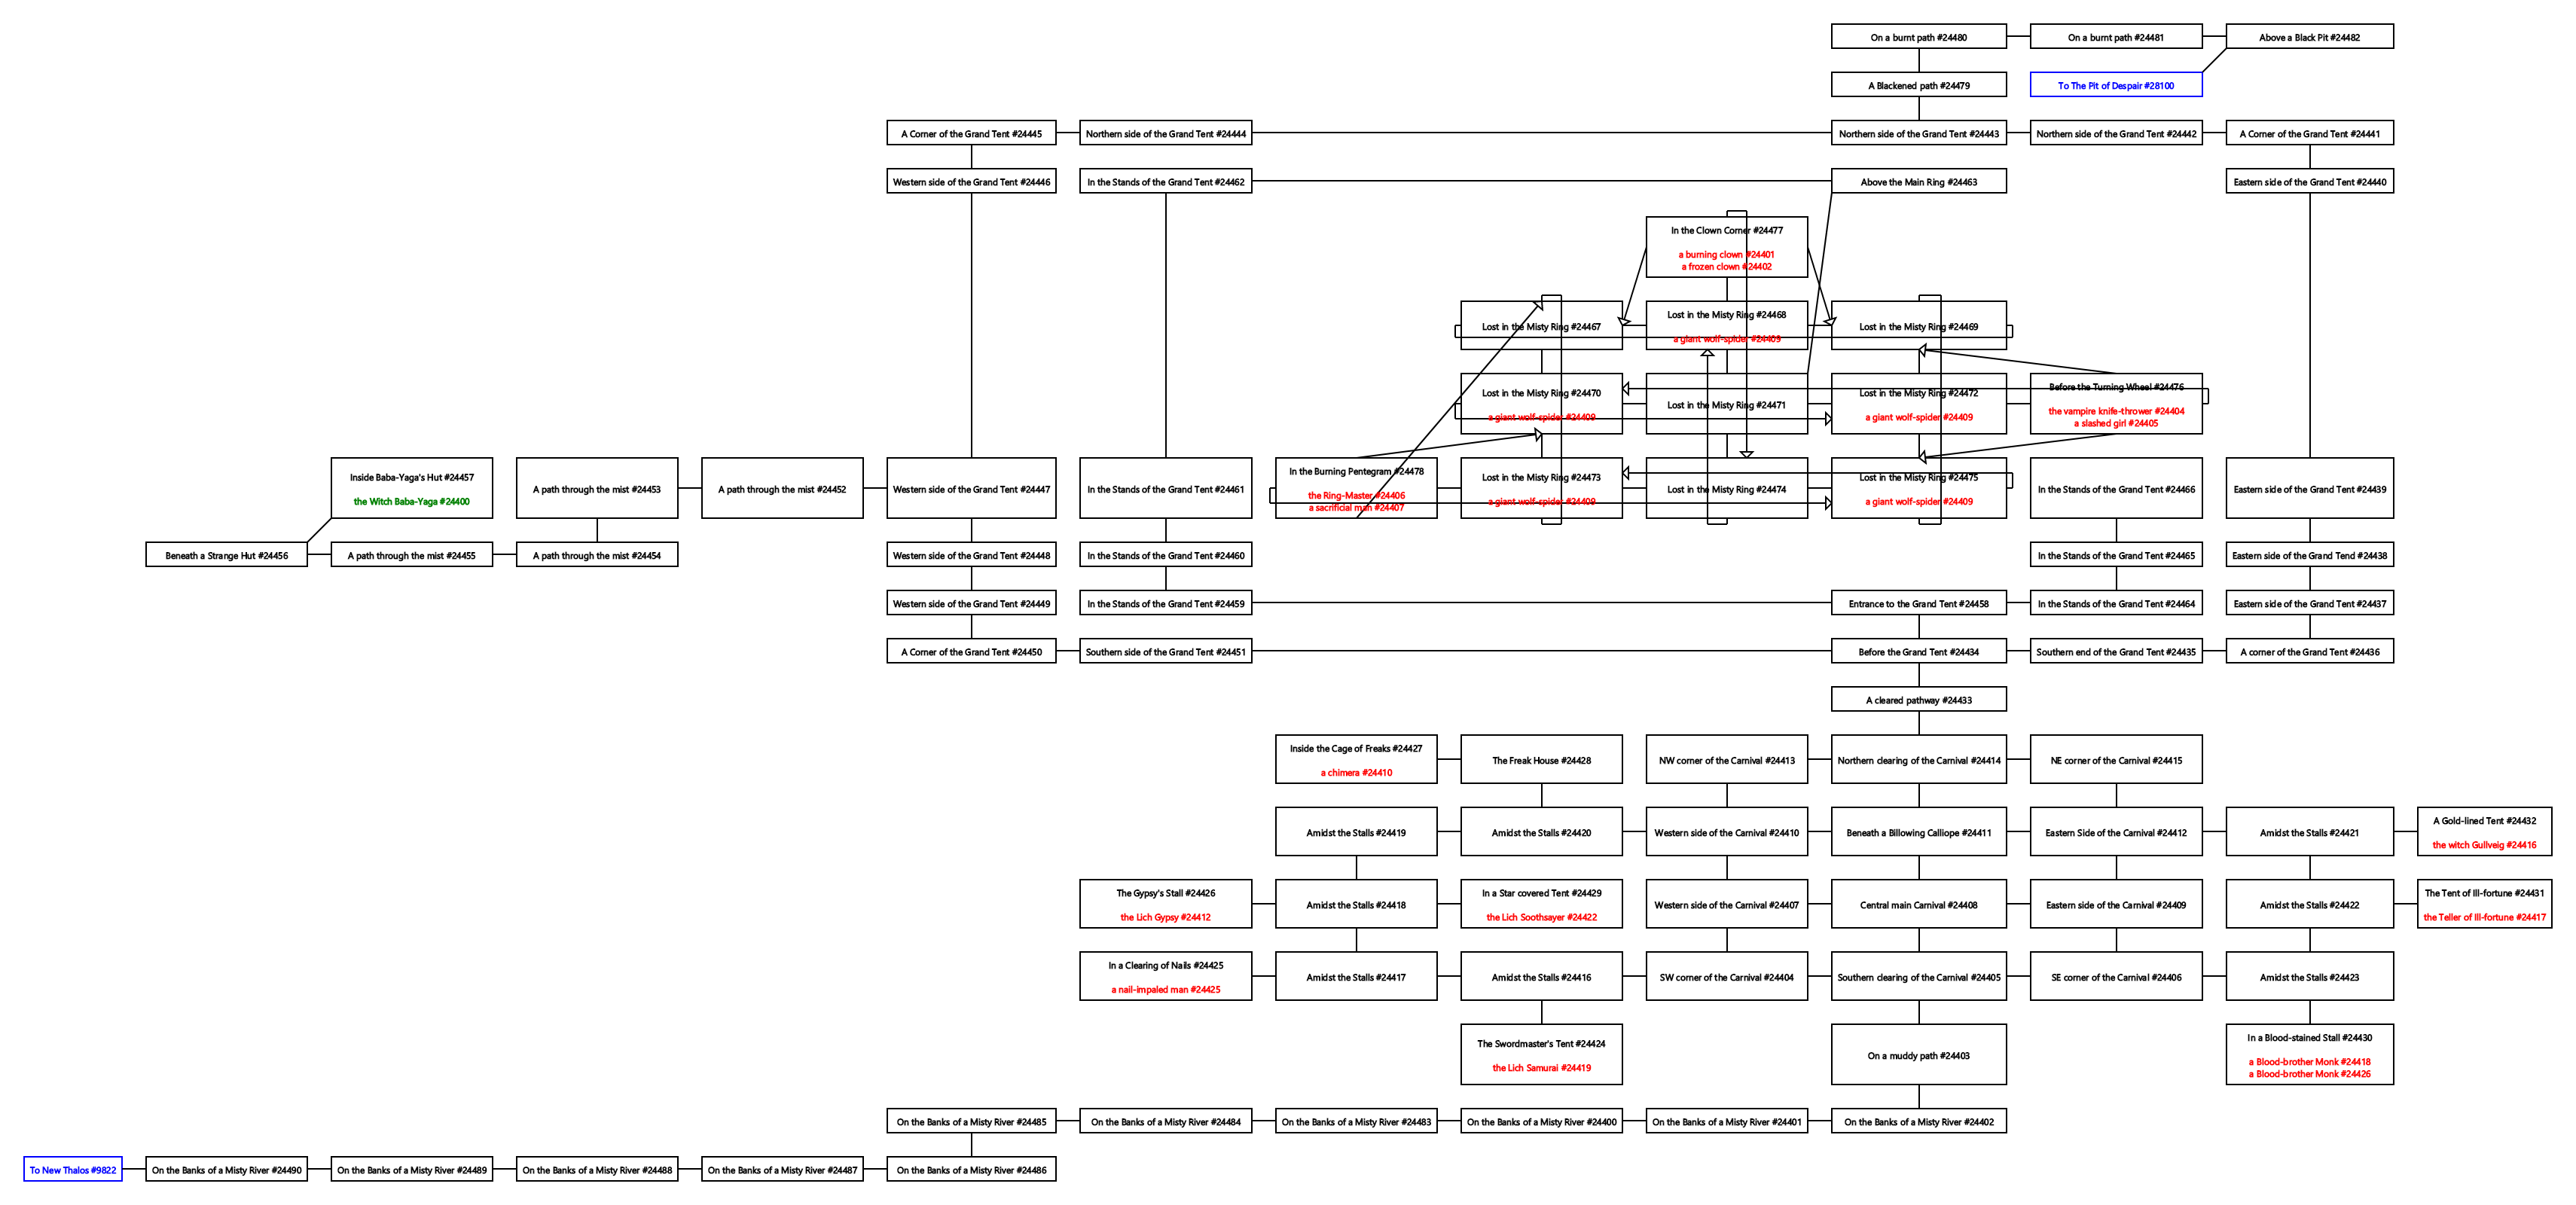 On a burnt path #24480
On a burnt path #24481
Above a Black Pit #24482
A Blackened path #24479
To The Pit of Despair #28100
A Corner of the Grand Tent #24445
Northern side of the Grand Tent #24444
Northern side of the Grand Tent #24443
Northern side of the Grand Tent #24442
A Corner of the Grand Tent #24441
Western side of the Grand Tent #24446
In the Stands of the Grand Tent #24462
Above the Main Ring #24463
Eastern side of the Grand Tent #24440
In the Clown Corner #24477
a burning clown #24401
a frozen clown #24402
Lost in the Misty Ring #24467
Lost in the Misty Ring #24468
a giant wolf-spider #24409
Lost in the Misty Ring #24469
Lost in the Misty Ring #24470
a giant wolf-spider #24409
Lost in the Misty Ring #24471
Lost in the Misty Ring #24472
a giant wolf-spider #24409
Before the Turning Wheel #24476
the vampire knife-thrower #24404
a slashed girl #24405
Inside Baba-Yaga's Hut #24457
the Witch Baba-Yaga #24400
A path through the mist #24453
A path through the mist #24452
Western side of the Grand Tent #24447
In the Stands of the Grand Tent #24461
In the Burning Pentegram #24478
the Ring-Master #24406
a sacrificial man #24407
Lost in the Misty Ring #24473
a giant wolf-spider #24409
Lost in the Misty Ring #24474
Lost in the Misty Ring #24475
a giant wolf-spider #24409
In the Stands of the Grand Tent #24466
Eastern side of the Grand Tent #24439
Beneath a Strange Hut #24456
A path through the mist #24455
A path through the mist #24454
Western side of the Grand Tent #24448
In the Stands of the Grand Tent #24460
In the Stands of the Grand Tent #24465
Eastern side of the Grand Tend #24438
Western side of the Grand Tent #24449
In the Stands of the Grand Tent #24459
Entrance to the Grand Tent #24458
In the Stands of the Grand Tent #24464
Eastern side of the Grand Tent #24437
A Corner of the Grand Tent #24450
Southern side of the Grand Tent #24451
Before the Grand Tent #24434
Southern end of the Grand Tent #24435
A corner of the Grand Tent #24436
A cleared pathway #24433
Inside the Cage of Freaks #24427
a chimera #24410
The Freak House #24428
NW corner of the Carnival #24413
Northern clearing of the Carnival #24414
NE corner of the Carnival #24415
Amidst the Stalls #24419
Amidst the Stalls #24420
Western side of the Carnival #24410
Beneath a Billowing Calliope #24411
Eastern Side of the Carnival #24412
Amidst the Stalls #24421
A Gold-lined Tent #24432
the witch Gullveig #24416
The Gypsy's Stall #24426
the Lich Gypsy #24412
Amidst the Stalls #24418
In a Star covered Tent #24429
the Lich Soothsayer #24422
Western side of the Carnival #24407
Central main Carnival #24408
Eastern side of the Carnival #24409
Amidst the Stalls #24422
The Tent of Ill-fortune #24431
the Teller of Ill-fortune #24417
In a Clearing of Nails #24425
a nail-impaled man #24425
Amidst the Stalls #24417
Amidst the Stalls #24416
SW corner of the Carnival #24404
Southern clearing of the Carnival #24405
SE corner of the Carnival #24406
Amidst the Stalls #24423
The Swordmaster's Tent #24424
the Lich Samurai #24419
On a muddy path #24403
In a Blood-stained Stall #24430
a Blood-brother Monk #24418
a Blood-brother Monk #24426
On the Banks of a Misty River #24485
On the Banks of a Misty River #24484
On the Banks of a Misty River #24483
On the Banks of a Misty River #24400
On the Banks of a Misty River #24401
On the Banks of a Misty River #24402
To New Thalos #9822
On the Banks of a Misty River #24490
On the Banks of a Misty River #24489
On the Banks of a Misty River #24488
On the Banks of a Misty River #24487
On the Banks of a Misty River #24486